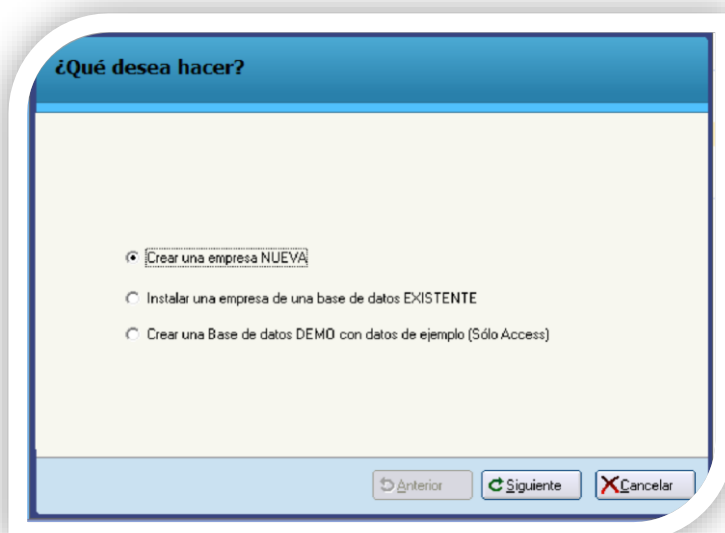 ¿Qué desea hacer?
Crear una empresa NUEVA
Instalar una empresa de una base de datos EXISTENTE
Crear una Base de datos DEMO con datos de ejemplo (Sólo Access)
Anterior
Siguiente
Cancelar